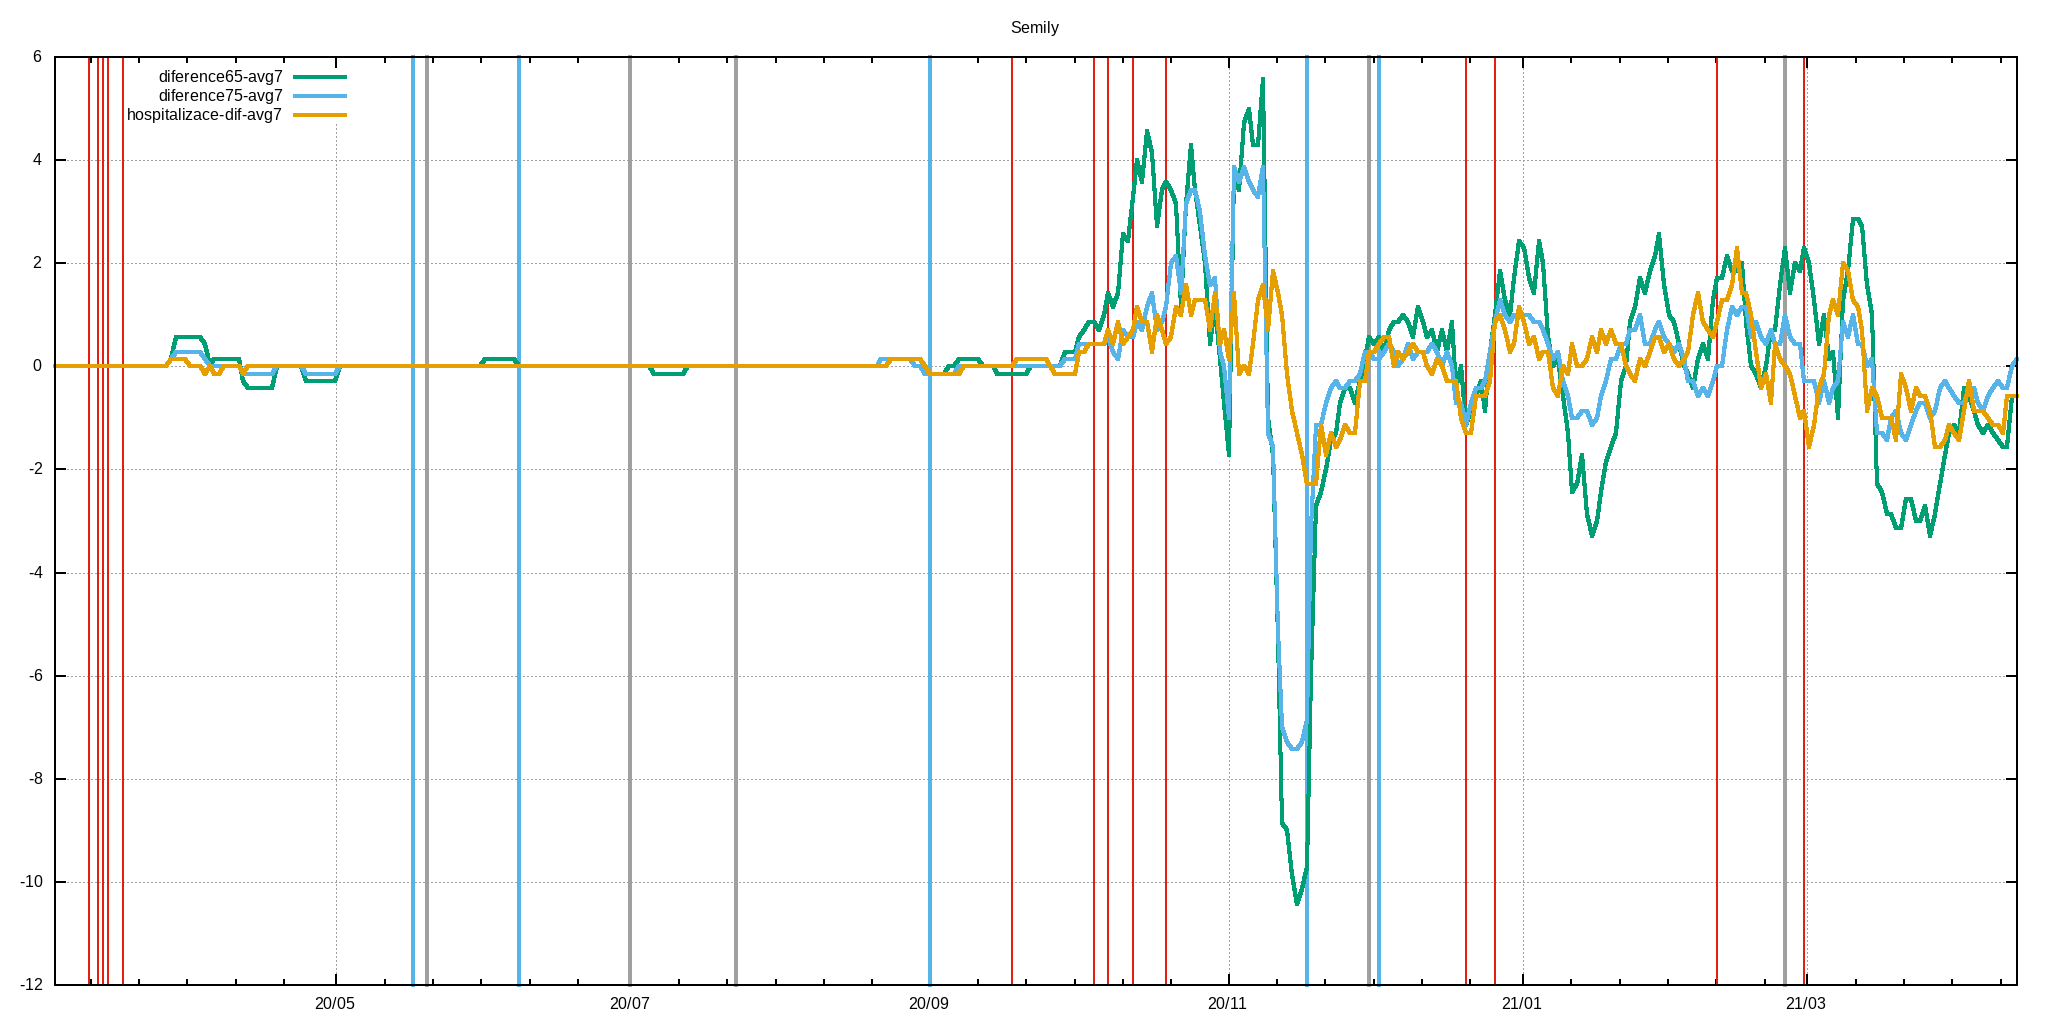 Semily
6
diference65-avg7
diference75-avg7
hospitalizace-dif-avg7
4
2
0
-2
-4
-6
-8
-10
-12
20/05 20/07 20/09 20/11 21/01 21/03